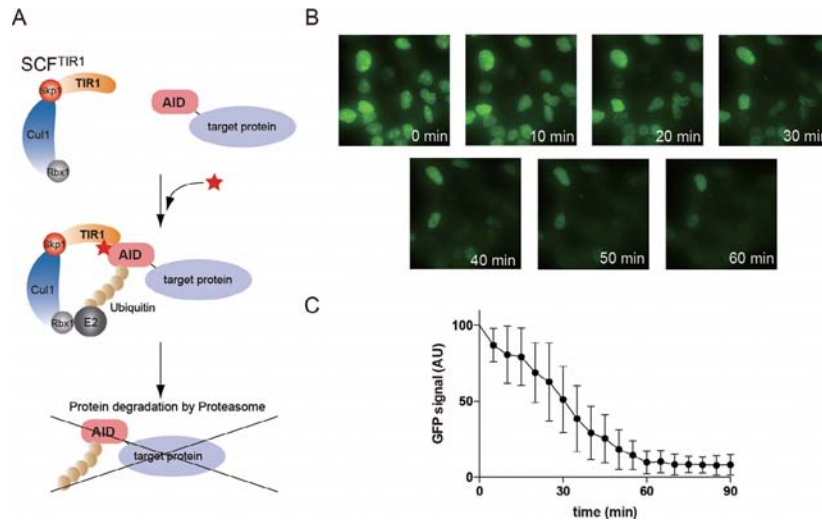 A
SCF^TIR1
Skp1
TIR1
Cul1
Rbx1
AID
target protein
Skp1
TIR1
AID
target protein
Cul1
Ubiquitin
Rbx1
E2
Protein degradation by Proteasome
AID
target protein
B
0 min
10 min
20 min
30 min
40 min
50 min
60 min
C
100
50
0
GFP signal (AU)
0
30
60
90
time (min)